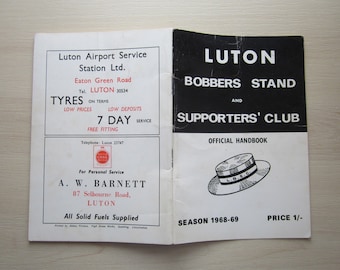 Luton Airport Service
Station Ltd.
Eaton Green Road
Tel. LUTON 30534
TYRES ON TERMS
LOW PRICES LOW DEPOSITS
7 DAY SERVICE
FREE FITTING
Telephone: Luton 23747
For Personal Service
A. W. BARNETT
87 Selbourne Road,
LUTON
All Solid Fuels Supplied
LUTON
BOBBERS STAND
AND
SUPPORTERS' CLUB
OFFICIAL HANDBOOK
SEASON 1968-69 PRICE 1/-